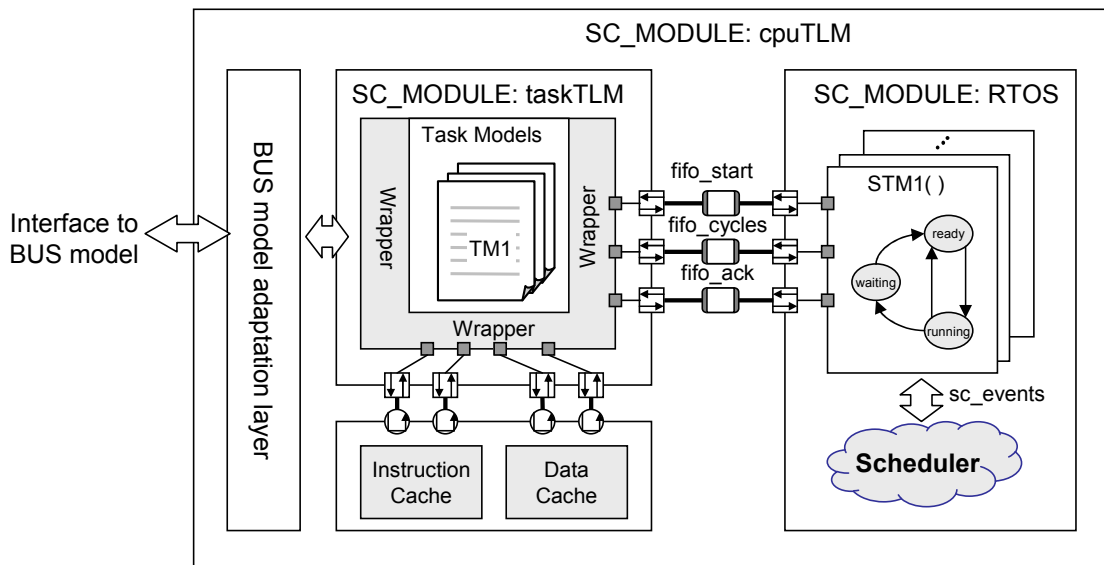 SC_MODULE: cpuTLM
Interface to
BUS model
BUS model adaptation layer
SC_MODULE: taskTLM
Task Models
TM1
Wrapper
Wrapper
Wrapper
Instruction
Cache
Data
Cache
fifo_start
fifo_cycles
fifo_ack
SC_MODULE: RTOS
STM1( )
ready
waiting
running
sc_events
Scheduler